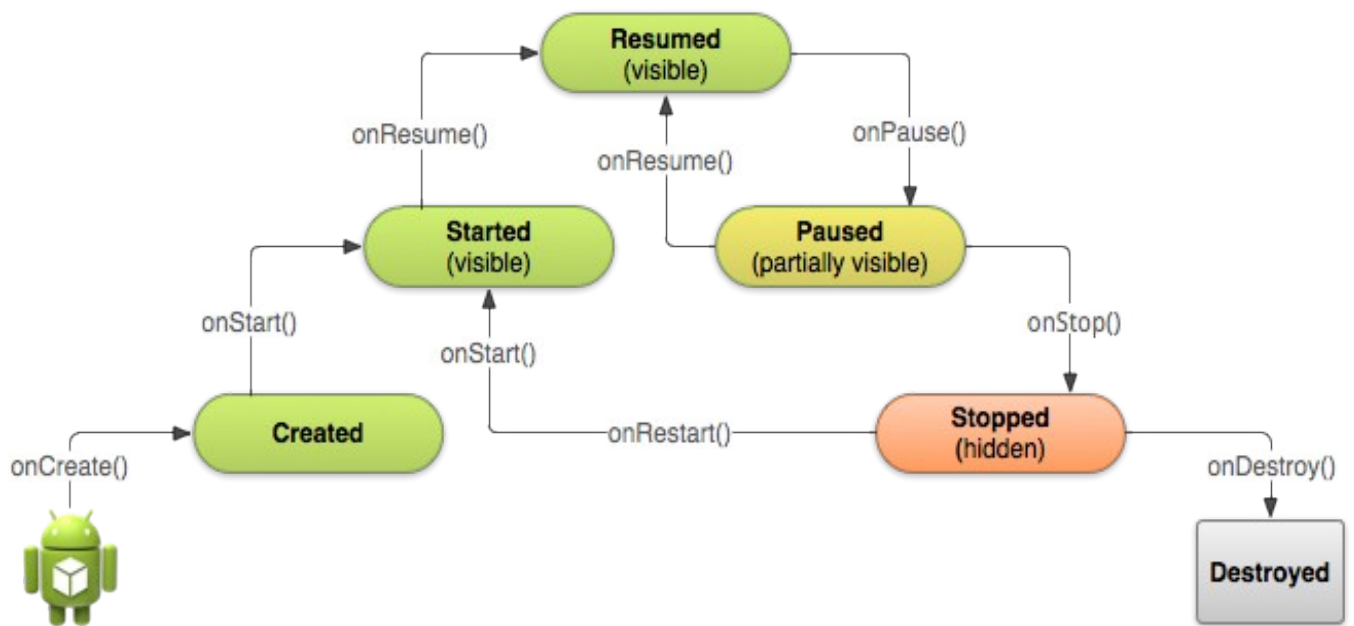 Resumed
(visible)
onResume()
onPause()
onResume()
Started
(visible)
Paused
(partially visible)
onStart()
onStart()
onStop()
Created
onRestart()
Stopped
(hidden)
onCreate()
onDestroy()
Destroyed